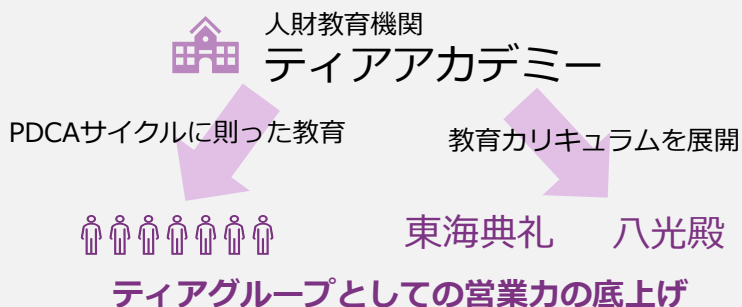 人財教育機関
ティアアカデミー
PDCAサイクルに則った教育
教育カリキュラムを展開
東海典礼 八光殿
ティアグループとしての営業力の底上げ